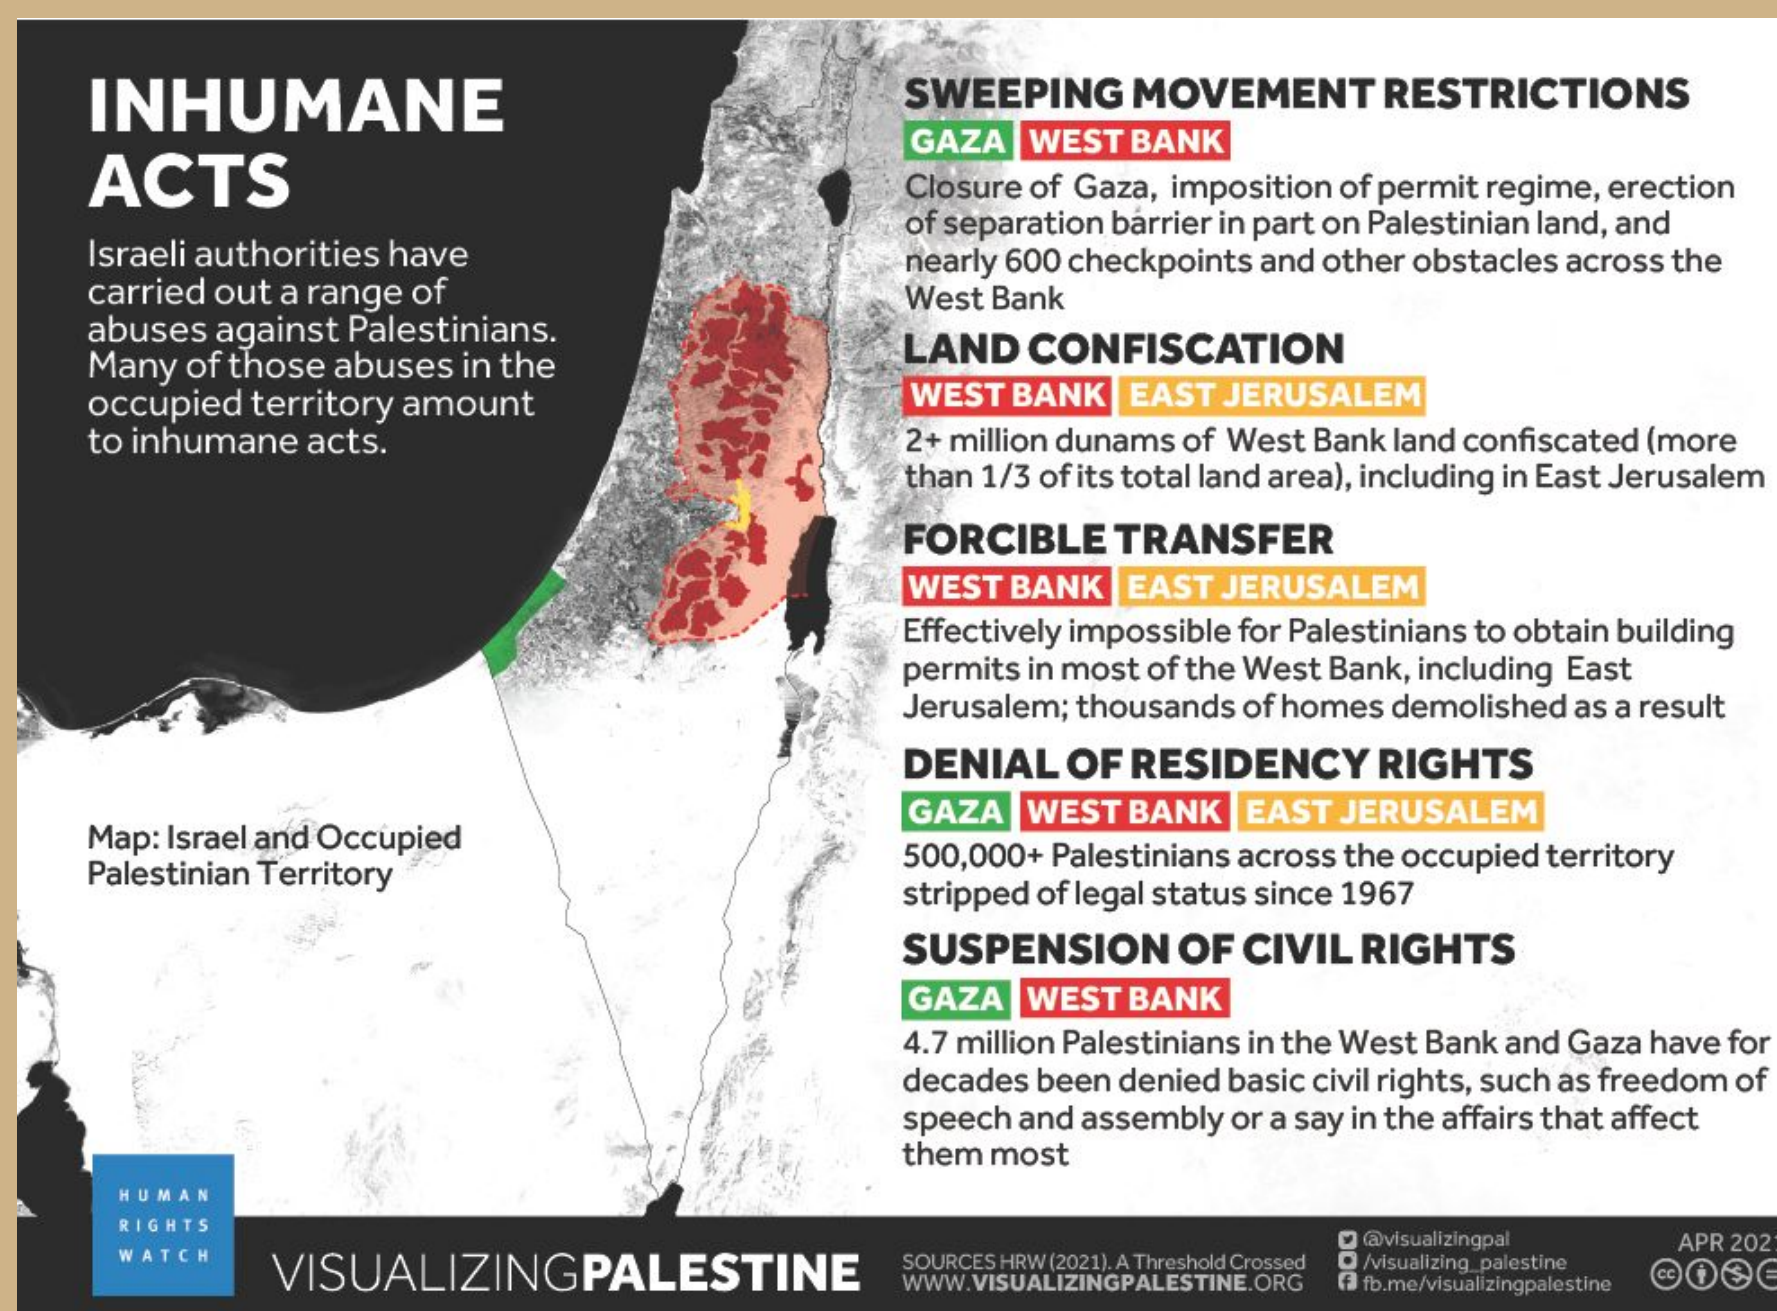 INHUMANE
ACTS
Israeli authorities have
carried out a range of
abuses against Palestinians.
Many of those abuses in the
occupied territory amount
to inhumane acts.
Map: Israel and Occupied
Palestinian Territory
SWEEPING MOVEMENT RESTRICTIONS
GAZA WEST BANK
Closure of Gaza, imposition of permit regime, erection
of separation barrier in part on Palestinian land, and
nearly 600 checkpoints and other obstacles across the
West Bank
LAND CONFISCATION
WEST BANK EAST JERUSALEM
2+ million dunams of West Bank land confiscated (more
than 1/3 of its total land area), including in East Jerusalem
FORCIBLE TRANSFER
WEST BANK EAST JERUSALEM
Effectively impossible for Palestinians to obtain building
permits in most of the West Bank, including East
Jerusalem; thousands of homes demolished as a result
DENIAL OF RESIDENCY RIGHTS
GAZA WEST BANK EAST JERUSALEM
500,000+ Palestinians across the occupied territory
stripped of legal status since 1967
SUSPENSION OF CIVIL RIGHTS
GAZA WEST BANK
4.7 million Palestinians in the West Bank and Gaza have for
decades been denied basic civil rights, such as freedom of
speech and assembly or a say in the affairs that affect
them most
HUMAN
RIGHTS
WATCH
VISUALIZINGPALESTINE
SOURCES HRW (2021). A Threshold Crossed
WWW.VISUALIZINGPALESTINE.ORG
@visualizingpal
/visualizing_palestine
fb.me/visualizingpalestine
APR 2021
cc